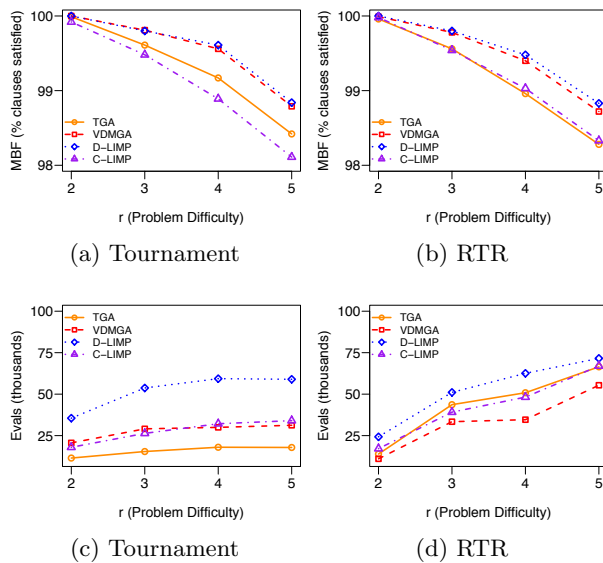 MBF (% clauses satisfied)
100
99
98
TGA
VDMGA
D−LIMP
C−LIMP
2 3 4 5
r (Problem Difficulty)
(a) Tournament
MBF (% clauses satisfied)
100
99
98
TGA
VDMGA
D−LIMP
C−LIMP
2 3 4 5
r (Problem Difficulty)
(b) RTR
Evals (thousands)
100
75
50
25
TGA
VDMGA
D−LIMP
C−LIMP
2 3 4 5
r (Problem Difficulty)
(c) Tournament
Evals (thousands)
100
75
50
25
TGA
VDMGA
D−LIMP
C−LIMP
2 3 4 5
r (Problem Difficulty)
(d) RTR